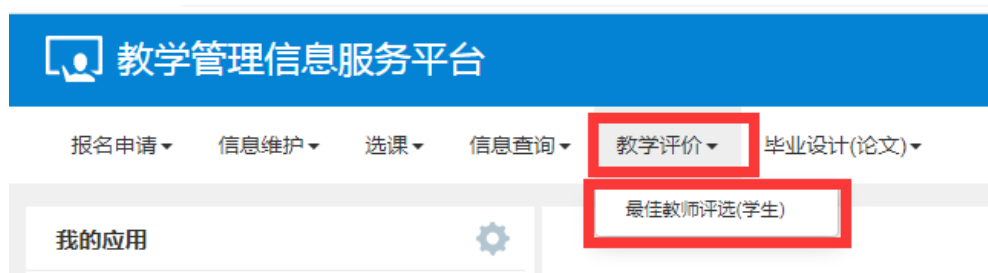 教学管理信息服务平台
报名申请 信息维护 选课 信息查询 教学评价 毕业设计(论文)
最佳教师评选(学生)
我的应用